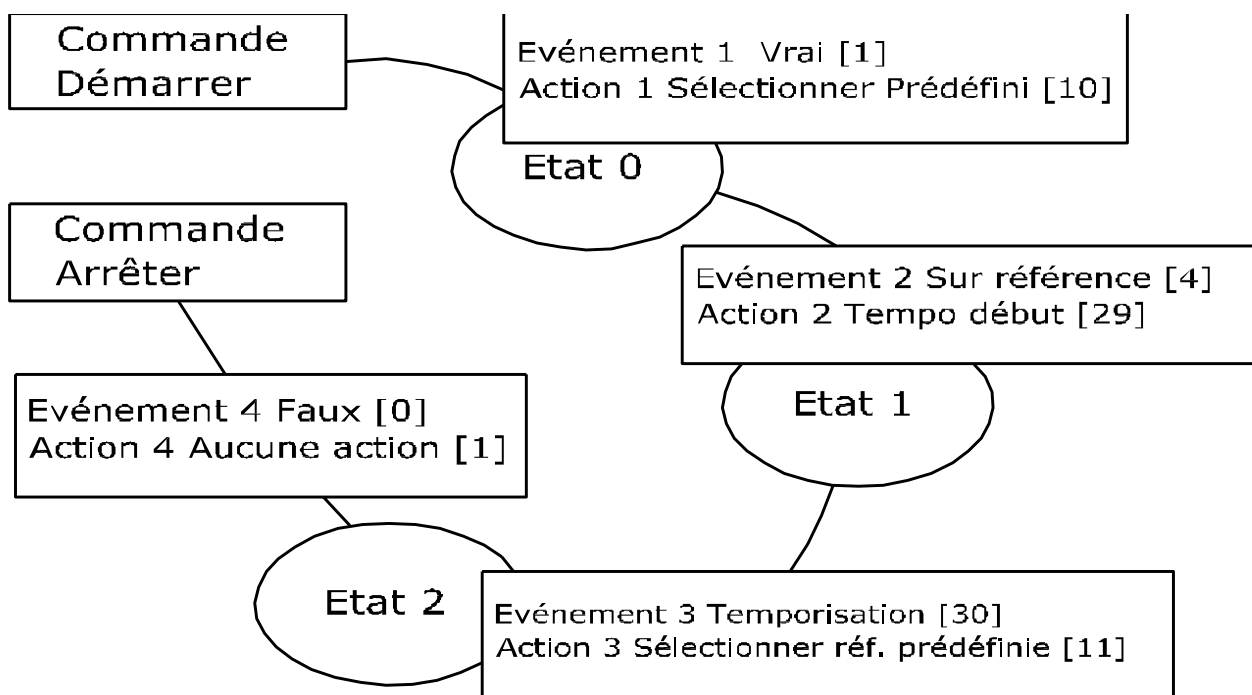 Commande
Démarrer
Evénement 1 Vrai [1]
Action 1 Sélectionner Prédéfini [10]
Etat 0
Commande
Arrêter
Evénement 2 Sur référence [4]
Action 2 Tempo début [29]
Etat 1
Evénement 4 Faux [0]
Action 4 Aucune action [1]
Etat 2
Evénement 3 Temporisation [30]
Action 3 Sélectionner réf. prédéfinie [11]